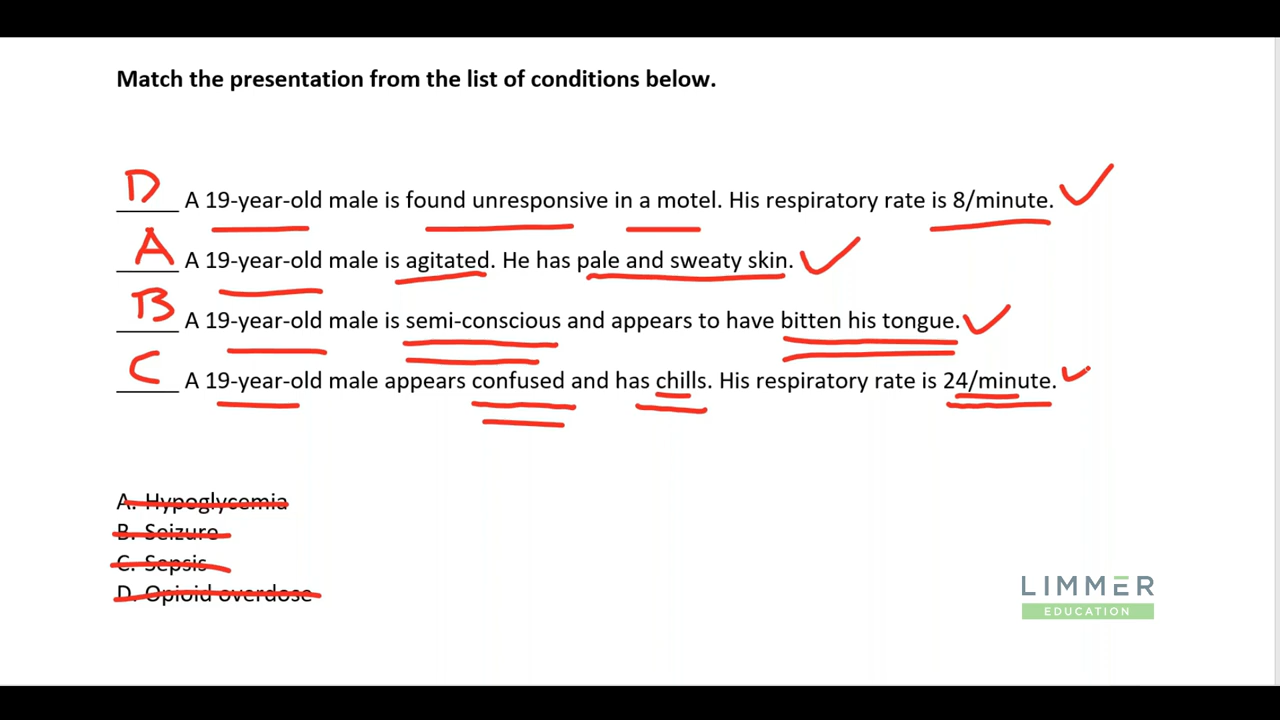 Match the presentation from the list of conditions below.
D A 19-year-old male is found unresponsive in a motel. His respiratory rate is 8/minute.
A A 19-year-old male is agitated. He has pale and sweaty skin.
B A 19-year-old male is semi-conscious and appears to have bitten his tongue.
C A 19-year-old male appears confused and has chills. His respiratory rate is 24/minute.
A. Hypoglycemia
B. Seizure
C. Sepsis
D. Opioid overdose
LIMMER
EDUCATION